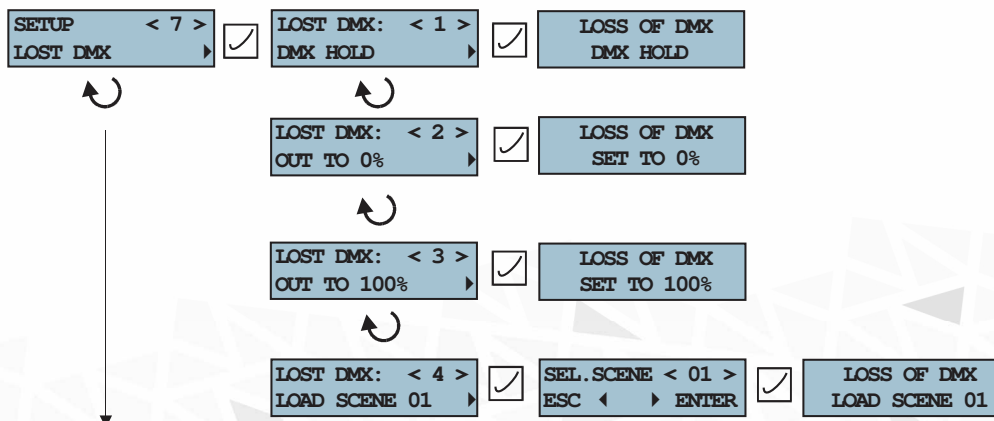 SETUP < 7 >
LOST DMX
LOST DMX: < 1 >
DMX HOLD
LOSS OF DMX
DMX HOLD
LOST DMX: < 2 >
OUT TO 0%
LOSS OF DMX
SET TO 0%
LOST DMX: < 3 >
OUT TO 100%
LOSS OF DMX
SET TO 100%
LOST DMX: < 4 >
LOAD SCENE 01
SEL.SCENE < 01 >
ESC ENTER
LOSS OF DMX
LOAD SCENE 01